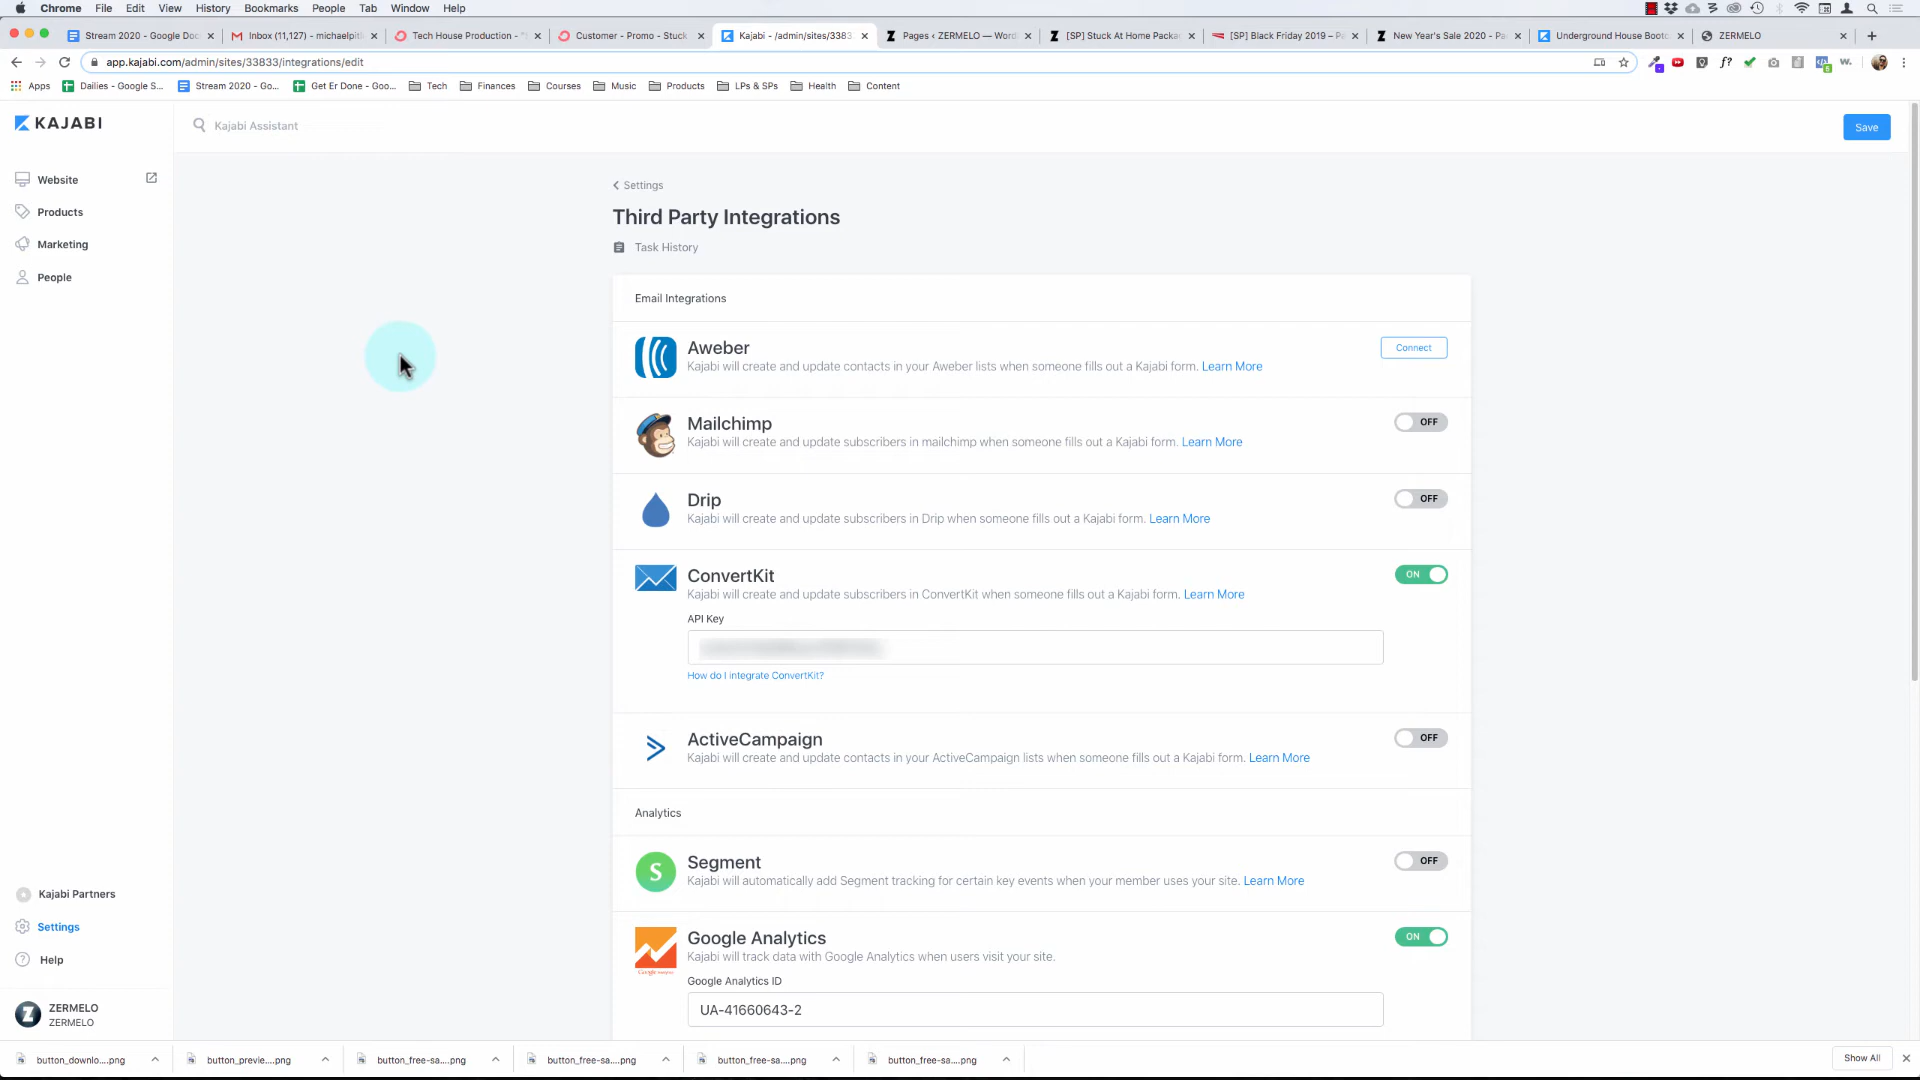 Chrome File Edit View History Bookmarks People Tab Window Help
Stream 2020 - Google Doc
Inbox (11,127) - michaelpitl
Tech House Production - "S
Customer - Promo - Stuck
Kajabi - /admin/sites/3383
Pages ‹ ZERMELO — Word
[SP] Stuck At Home Packa
[SP] Black Friday 2019 – P
New Year's Sale 2020 - Pa
Underground House Bootc
ZERMELO
app.kajabi.com/admin/sites/33833/integrations/edit
Apps Dailies - Google S... Stream 2020 - Go... Get Er Done - Goo... Tech Finances Courses Music Products LPs & SPs Health Content
KAJABI
Kajabi Assistant
Save
Website
Products
Marketing
People
Settings
Third Party Integrations
Task History
Email Integrations
Aweber
Connect
Kajabi will create and update contacts in your Aweber lists when someone fills out a Kajabi form. Learn More
Mailchimp
OFF
Kajabi will create and update subscribers in mailchimp when someone fills out a Kajabi form. Learn More
Drip
OFF
Kajabi will create and update subscribers in Drip when someone fills out a Kajabi form. Learn More
ConvertKit
ON
Kajabi will create and update subscribers in ConvertKit when someone fills out a Kajabi form. Learn More
API Key
How do I integrate ConvertKit?
ActiveCampaign
OFF
Kajabi will create and update contacts in your ActiveCampaign lists when someone fills out a Kajabi form. Learn More
Analytics
S
Segment
OFF
Kajabi will automatically add Segment tracking for certain key events when your member uses your site. Learn More
Google Analytics
ON
Kajabi will track data with Google Analytics when users visit your site.
Google Analytics ID
UA-41660643-2
Kajabi Partners
Settings
Help
Z
ZERMELO
ZERMELO
button_downlo....png
button_previe....png
button_free-sa....png
button_free-sa....png
button_free-sa....png
button_free-sa....png
Show All